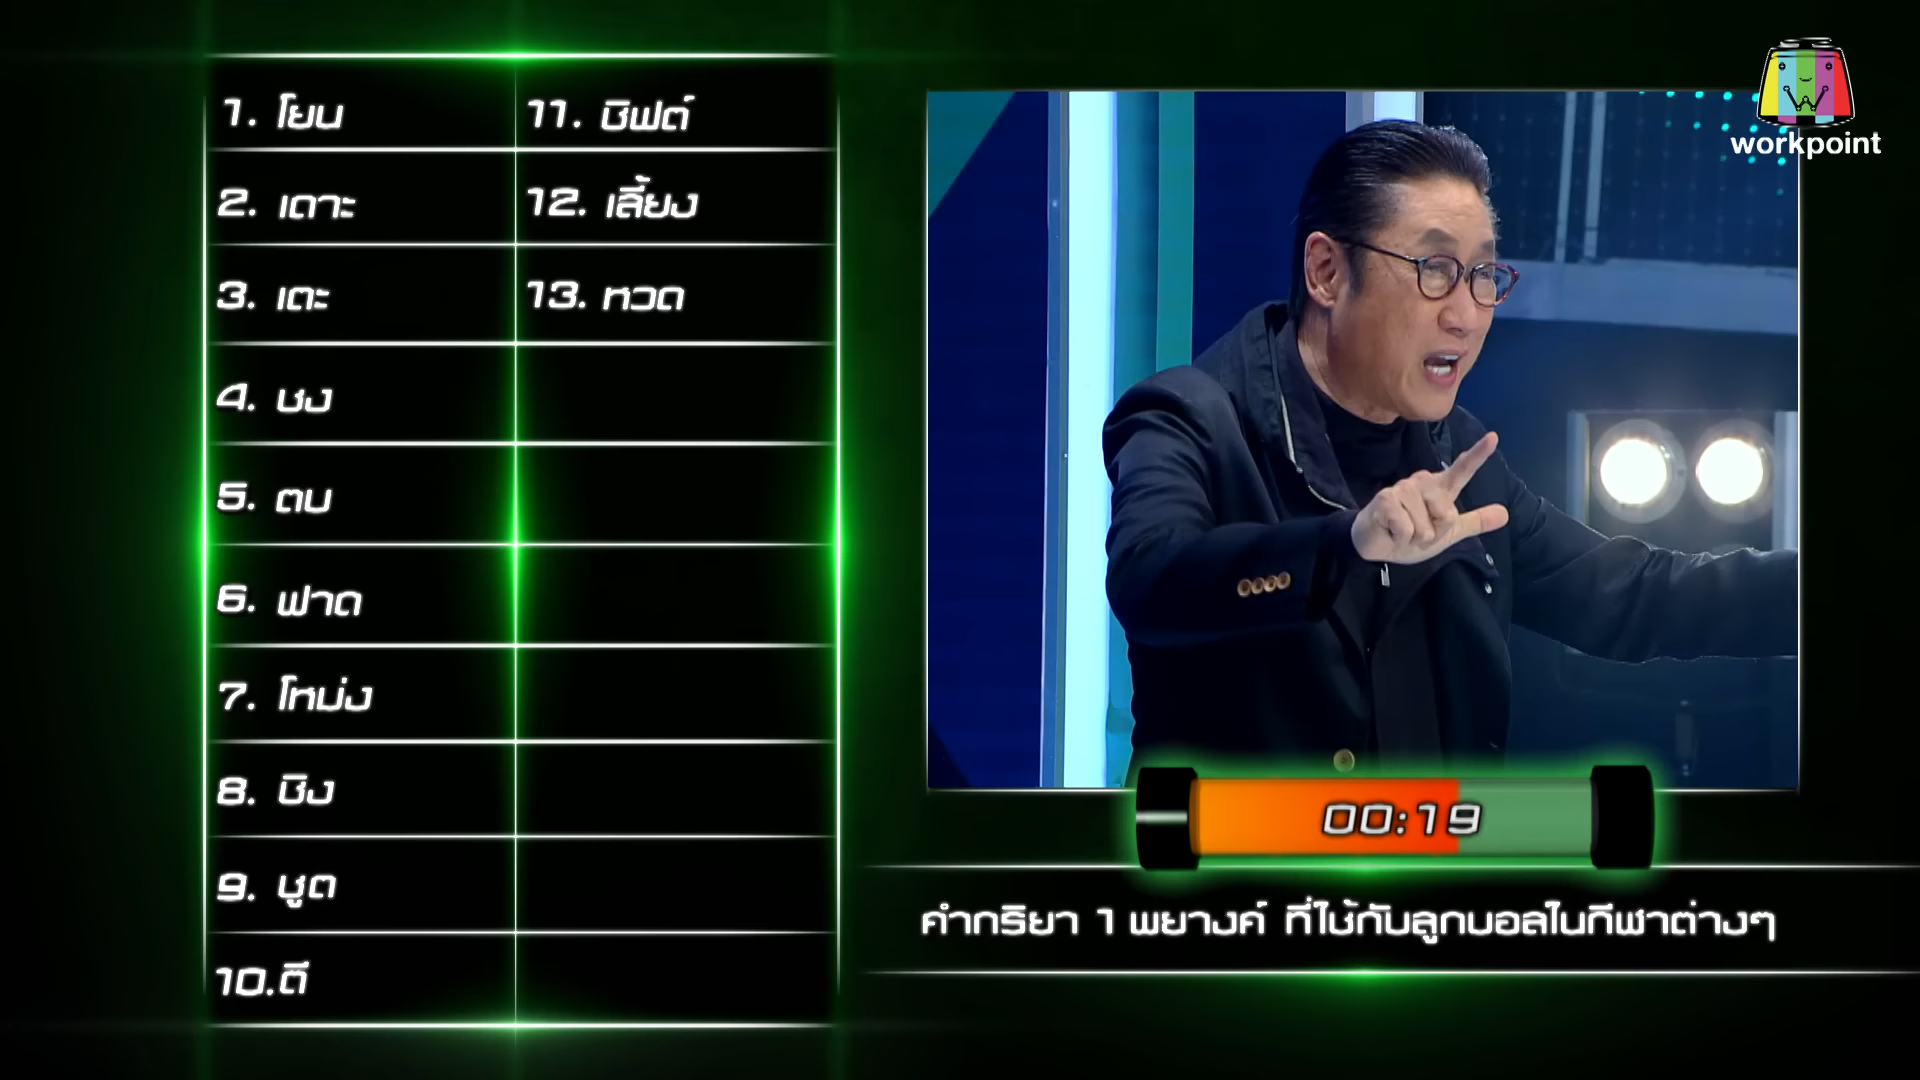 1. โยน
2. เดาะ
3. เตะ
4. ชง
5. ตบ
6. ฟาด
7. โหม่ง
8. ชิง
9. ชูต
10.ตี
11. ชิฟต์
12. เลี้ยง
13. หวด
workpoint
00:19
คำกริยา 1 พยางค์ ที่ใช้กับลูกบอลในกีฬาต่างๆ